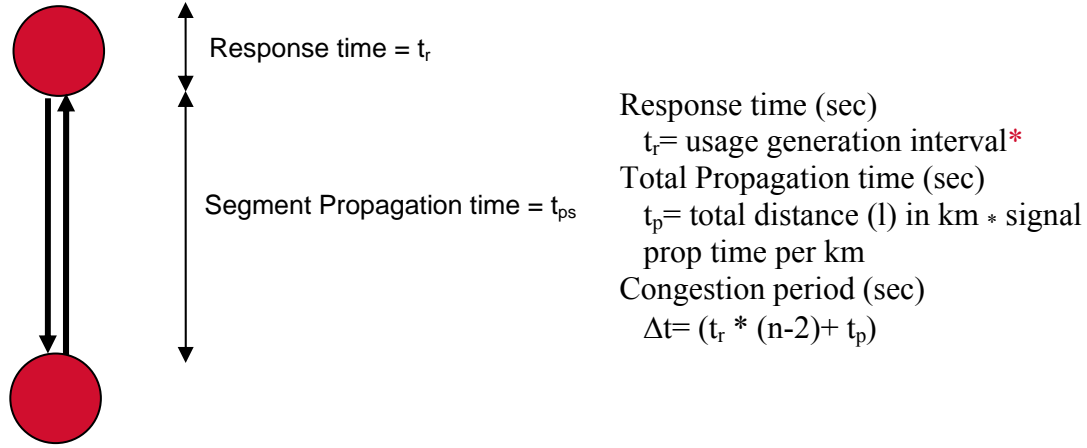 Response time = tr
Segment Propagation time = tps
Response time (sec)
tr= usage generation interval*
Total Propagation time (sec)
tp= total distance (l) in km * signal
prop time per km
Congestion period (sec)
Δt= (tr * (n-2)+ tp)